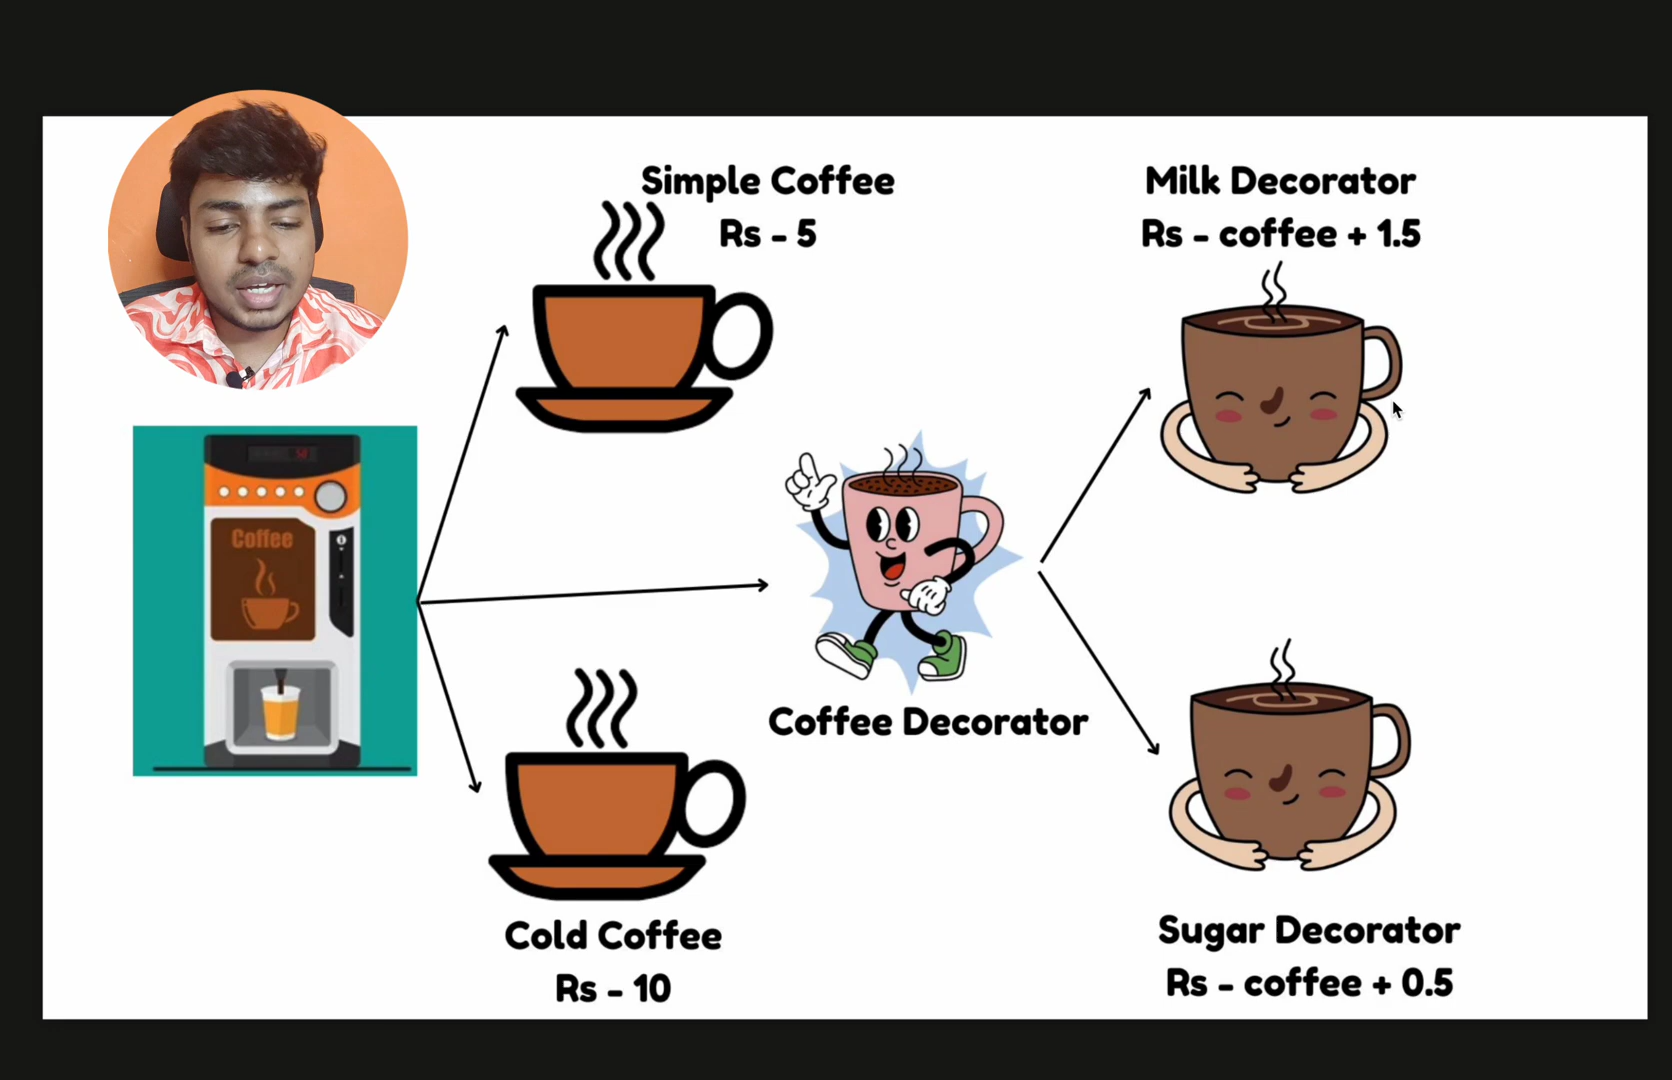 Simple Coffee
Rs - 5
Milk Decorator
Rs - coffee + 1.5
Coffee
Coffee Decorator
Cold Coffee
Rs - 10
Sugar Decorator
Rs - coffee + 0.5